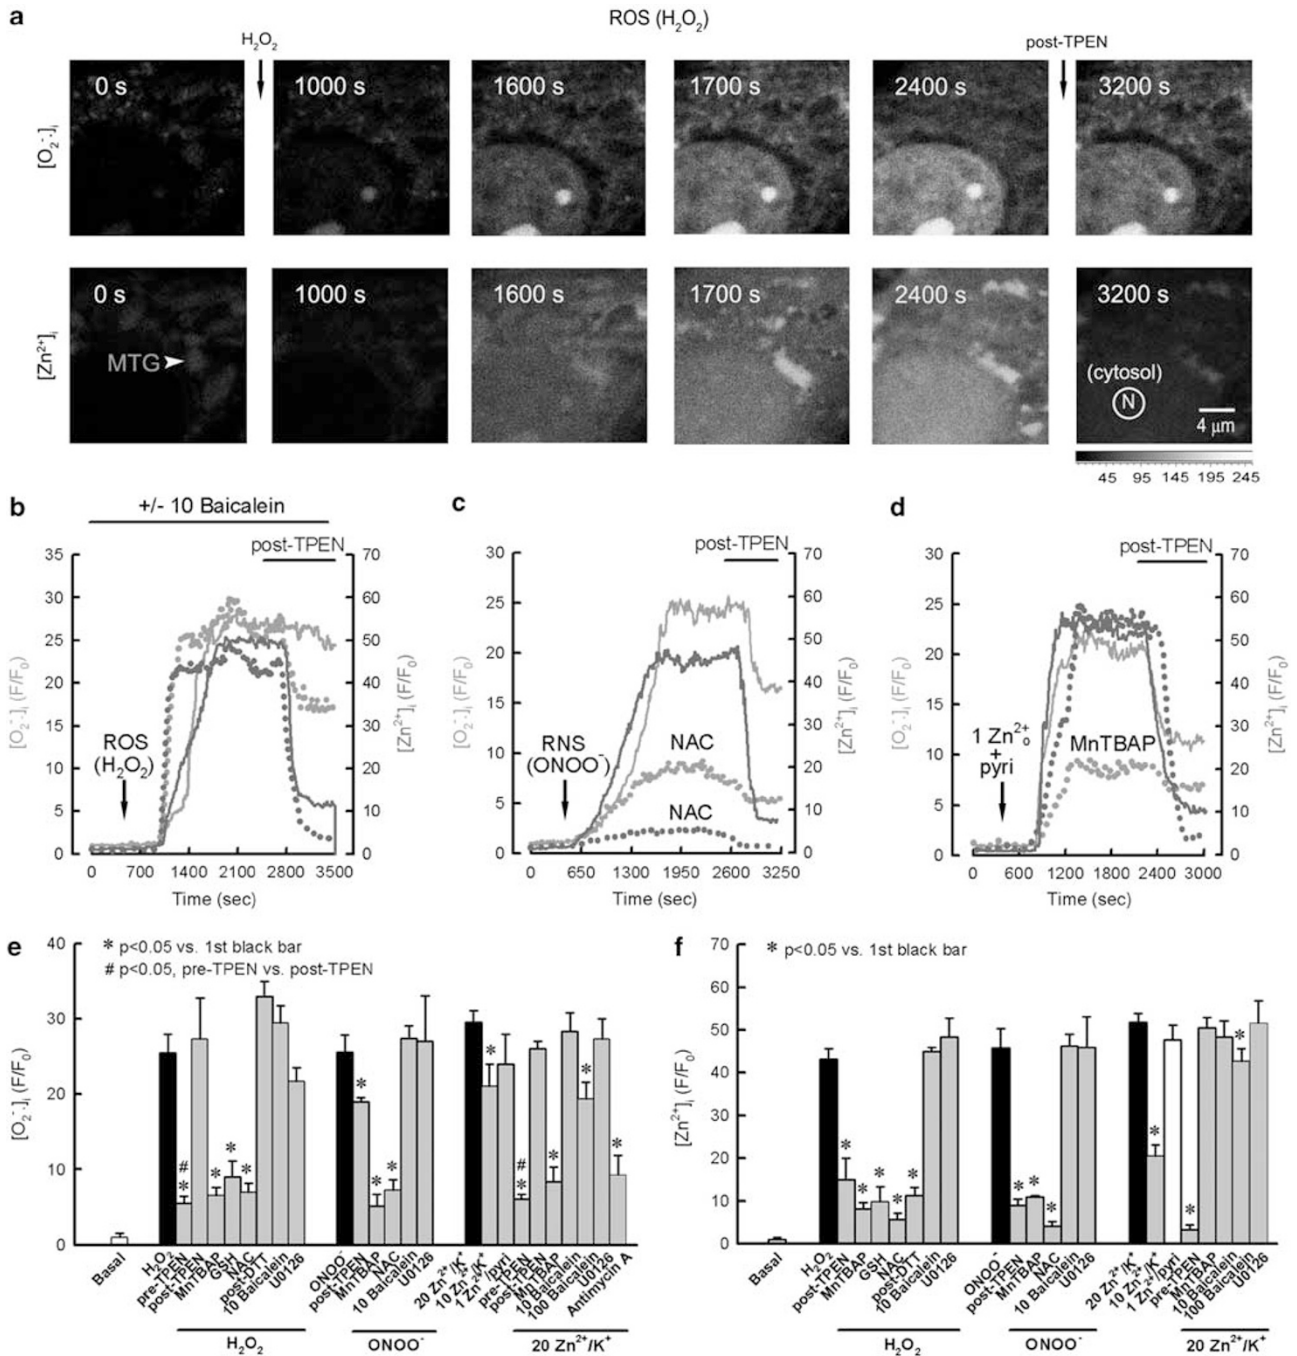 a
ROS (H₂O₂)
H₂O₂
post-TPEN
[O₂⁻·]ᵢ
0 s
1000 s
1600 s
1700 s
2400 s
3200 s
[Zn²⁺]ᵢ
0 s
1000 s
1600 s
1700 s
2400 s
3200 s
MTG
(cytosol)
N
4 µm
45 95 145 195 245
b
+/- 10 Baicalein
post-TPEN
[O₂⁻·]ᵢ (F/F₀)
35
30
25
20
15
10
5
0
ROS
(H₂O₂)
70
60
50
40
30
20
10
0
[Zn²⁺]ᵢ (F/F₀)
0 700 1400 2100 2800 3500
Time (sec)
c
post-TPEN
[O₂⁻·]ᵢ (F/F₀)
30
25
20
15
10
5
0
RNS
(ONOO⁻)
NAC
NAC
70
60
50
40
30
20
10
0
[Zn²⁺]ᵢ (F/F₀)
0 650 1300 1950 2600 3250
Time (sec)
d
post-TPEN
[O₂⁻·]ᵢ (F/F₀)
30
25
20
15
10
5
0
1 Zn²⁺ₒ
+
pyri
MnTBAP
70
60
50
40
30
20
10
0
[Zn²⁺]ᵢ (F/F₀)
0 600 1200 1800 2400 3000
Time (sec)
e
* p<0.05 vs. 1st black bar
# p<0.05, pre-TPEN vs. post-TPEN
[O₂⁻·]ᵢ (F/F₀)
40
30
20
10
0
#
*
*
*
*
*
*
*
*
#
*
*
*
*
Basal
H₂O₂
pre-TPEN
post-TPEN
MnTBAP
GSH
NAC
post-DTT
10 Baicalein
U0126
ONOO⁻
post-TPEN
MnTBAP
NAC
10 Baicalein
U0126
20 Zn²⁺/K⁺
10 Zn²⁺/K⁺
1 Zn²⁺/pyri
pre-TPEN
post-TPEN
MnTBAP
10 Baicalein
100 Baicalein
U0126
Antimycin A
H₂O₂
ONOO⁻
20 Zn²⁺/K⁺
f
* p<0.05 vs. 1st black bar
[Zn²⁺]ᵢ (F/F₀)
70
60
50
40
30
20
10
0
*
*
*
*
*
*
*
*
*
*
*
Basal
H₂O₂
post-TPEN
MnTBAP
GSH
NAC
post-DTT
10 Baicalein
U0126
ONOO⁻
post-TPEN
MnTBAP
NAC
10 Baicalein
U0126
20 Zn²⁺/K⁺
10 Zn²⁺/K⁺
1 Zn²⁺/pyri
pre-TPEN
MnTBAP
10 Baicalein
100 Baicalein
U0126
H₂O₂
ONOO⁻
20 Zn²⁺/K⁺